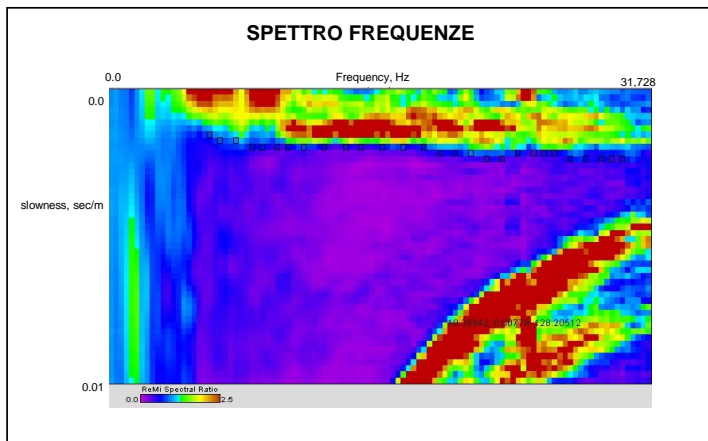 SPETTRO FREQUENZE
0.0 Frequency, Hz 31.728
0.0
slowness, sec/m
0.01
ReMi Spectral Ratio
0.0 2.5